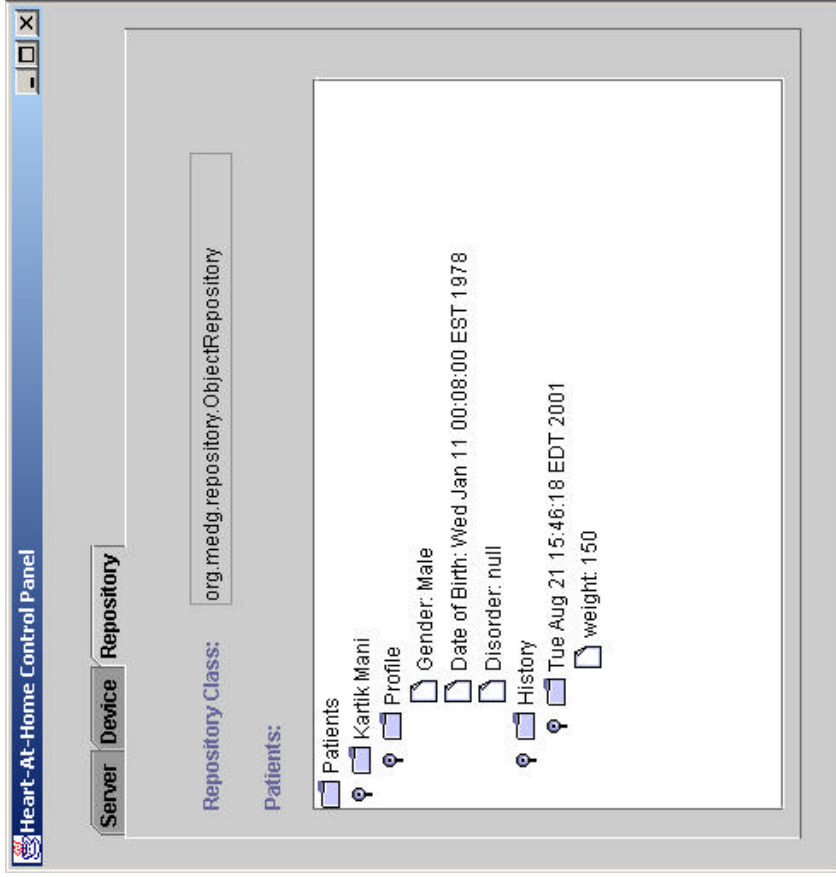 Heart-At-Home Control Panel
Server Device Repository
Repository Class: org.medg.repository.ObjectRepository
Patients:
Patients
Kartik Mani
Profile
Gender: Male
Date of Birth: Wed Jan 11 00:08:00 EST 1978
Disorder: null
History
Tue Aug 21 15:46:18 EDT 2001
weight: 150